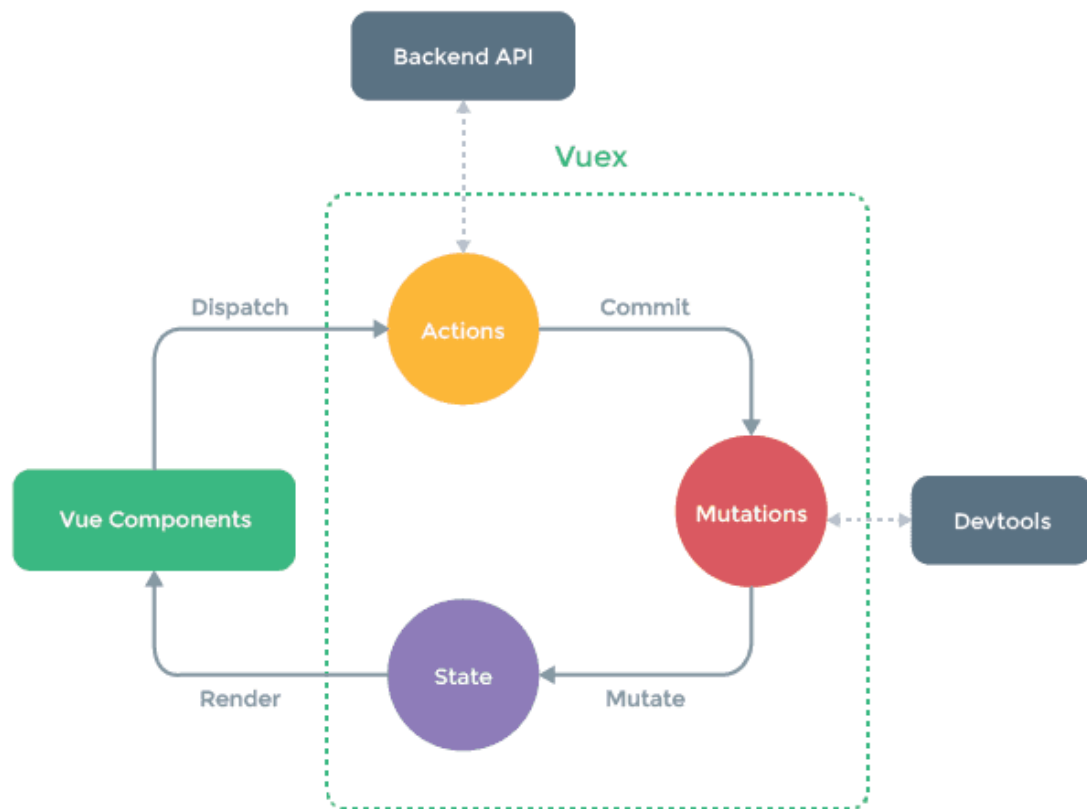 Backend API
Vuex
Dispatch
Commit
Actions
Vue Components
Mutations
Devtools
State
Render
Mutate